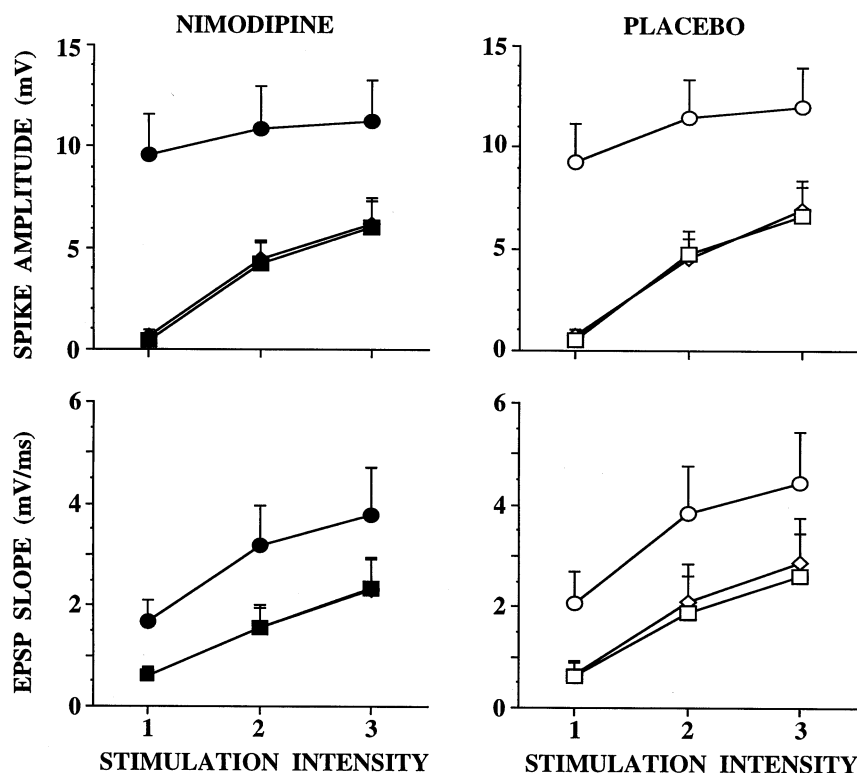 NIMODIPINE
PLACEBO
SPIKE AMPLITUDE (mV)
15
10
5
0
15
10
5
0
EPSP SLOPE (mV/ms)
6
4
2
0
6
4
2
0
1 2 3
1 2 3
STIMULATION INTENSITY
STIMULATION INTENSITY